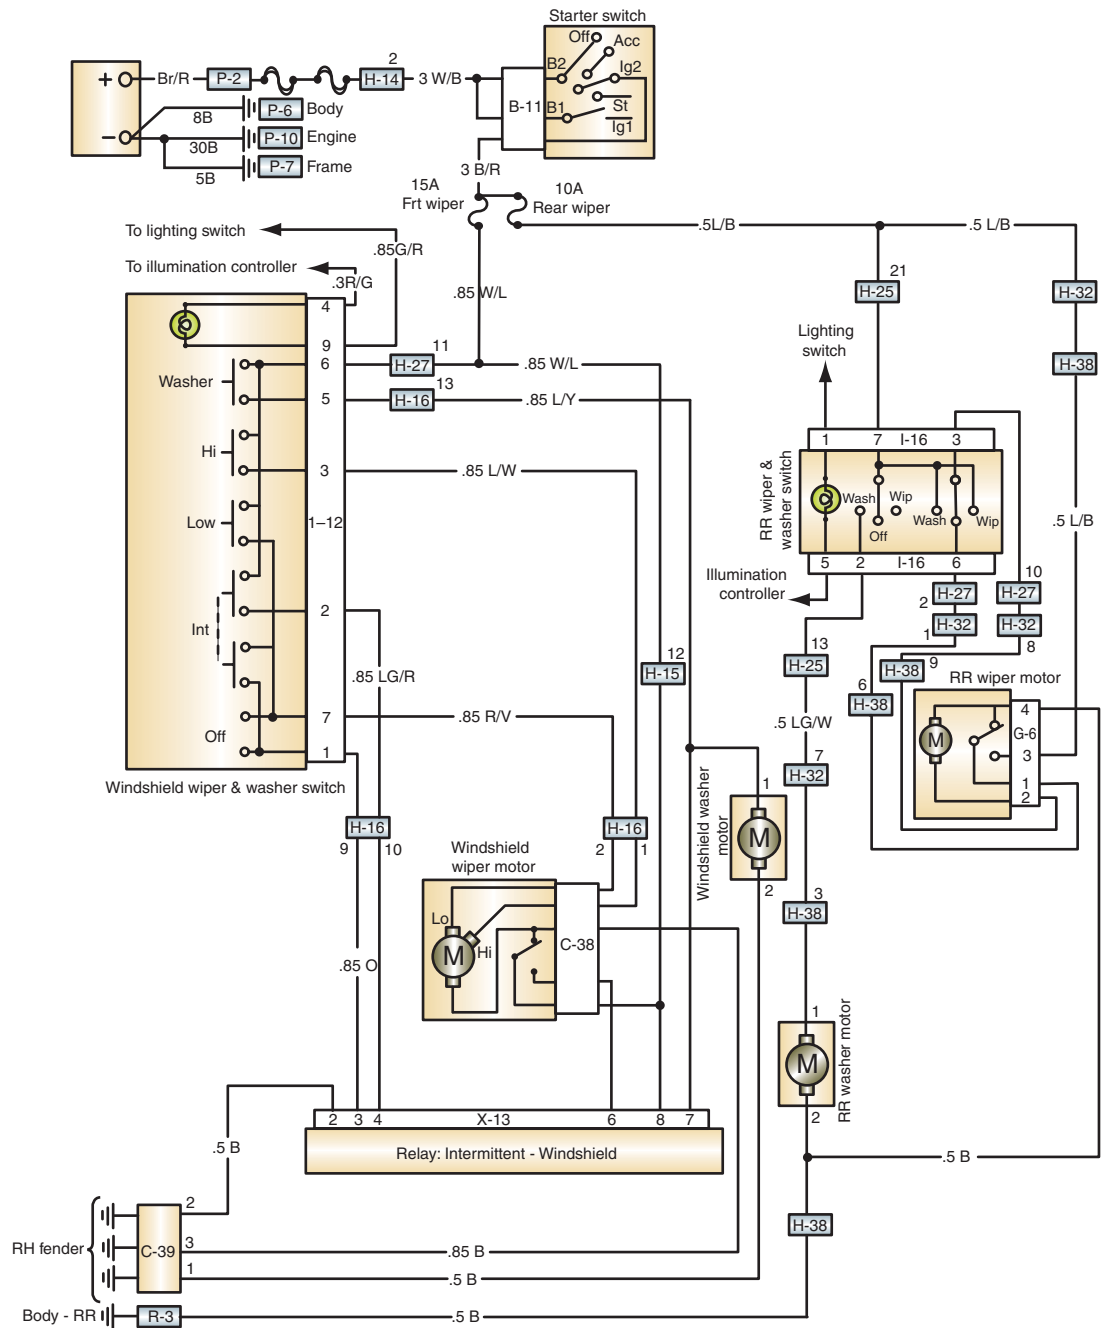 Starter switch
Off
Acc
B2
Ig2
B-11
B1
St
Ig1
+
Br/R
P-2
2
H-14
3 W/B
–
8B
P-6
Body
30B
P-10
Engine
5B
P-7
Frame
3 B/R
15A
Frt wiper
10A
Rear wiper
.5L/B
.5 L/B
To lighting switch
.85G/R
To illumination controller
.3R/G
.85 W/L
21
H-25
H-32
H-38
Lighting
switch
4
9
6
11
H-27
.85 W/L
Washer
5
13
H-16
.85 L/Y
Hi
3
.85 L/W
Low
1–12
Int
2
.85 LG/R
7
.85 R/V
Off
1
Windshield wiper & washer switch
1
7
I-16
3
RR wiper &
washer switch
Wash
Off
Wip
Wash
Wip
5
2
I-16
6
.5 L/B
Illumination
controller
2
H-27
10
H-27
1
H-32
H-32
8
13
H-25
12
H-15
H-38
9
6
H-38
RR wiper motor
M
4
G-6
3
1
2
.5 LG/W
7
H-32
Windshield washer
motor
1
M
2
H-16
9
10
H-16
2
1
Windshield
wiper motor
Lo
M
Hi
C-38
3
H-38
.85 O
1
M
2
RR washer motor
2
3
4
X-13
6
8
7
Relay: Intermittent - Windshield
.5 B
.5 B
H-38
RH fender
C-39
2
3
1
.85 B
.5 B
Body - RR
R-3
.5 B